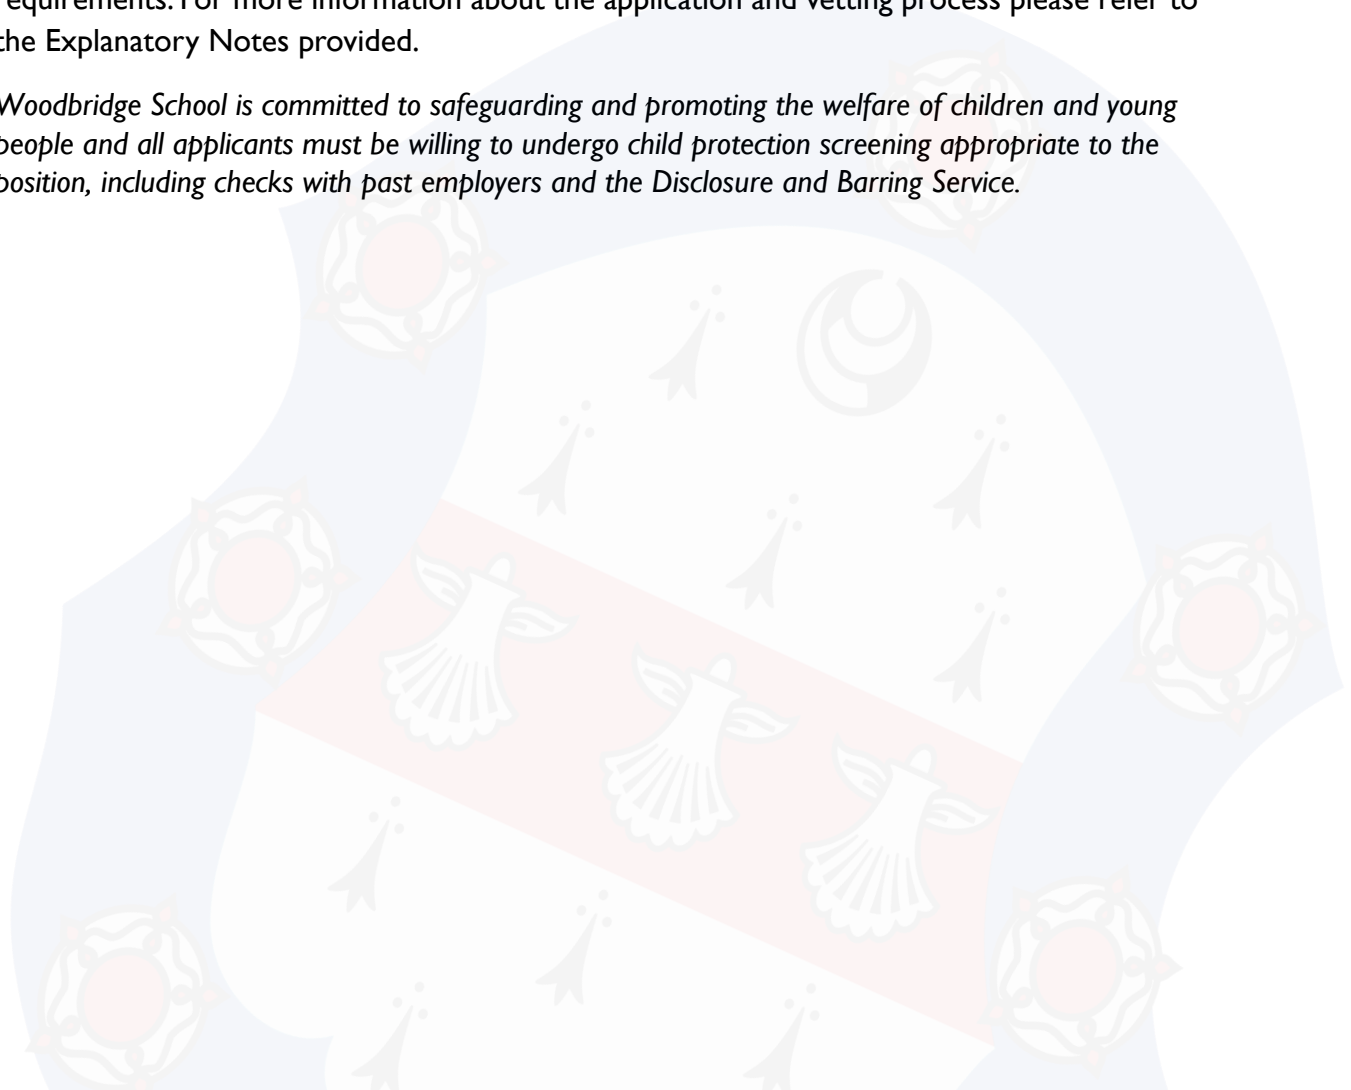 requirements. For more information about the application and vetting process please refer to
the Explanatory Notes provided.
Woodbridge School is committed to safeguarding and promoting the welfare of children and young
people and all applicants must be willing to undergo child protection screening appropriate to the
position, including checks with past employers and the Disclosure and Barring Service.